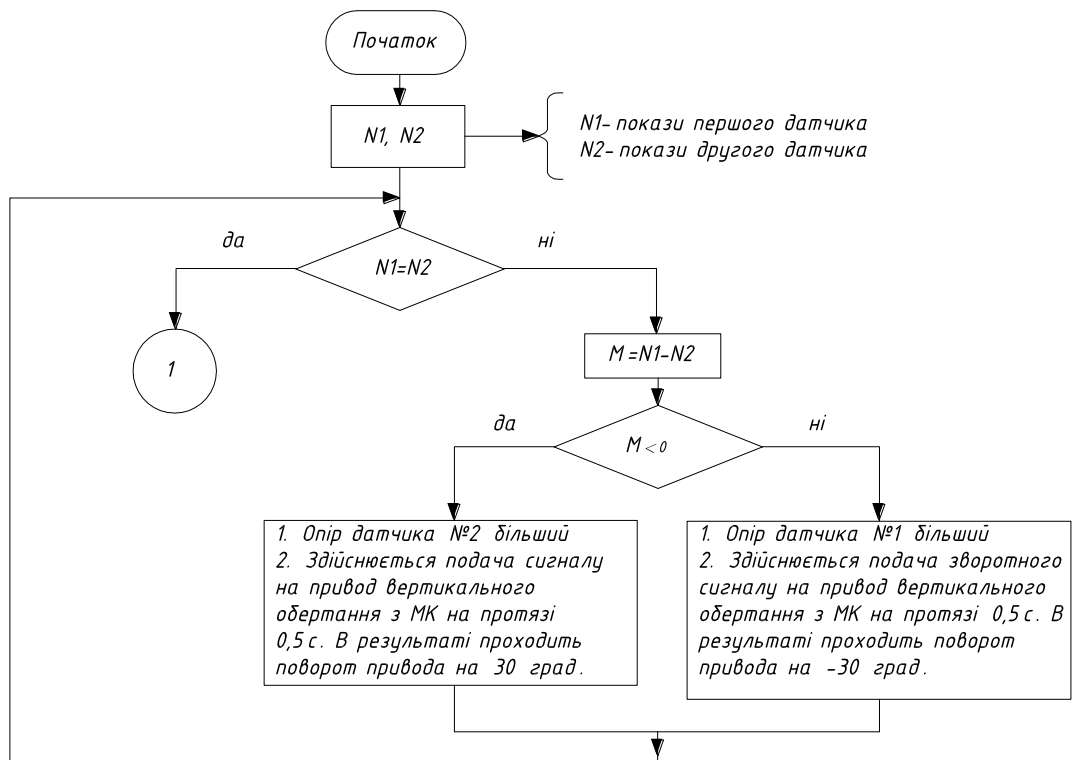 Початок
N1, N2
N1- покази першого датчика
N2- покази другого датчика
да
ні
N1=N2
1
M =N1-N2
да
ні
M < 0
1. Опір датчика №2 більший
2. Здійснюється подача сигналу
на привод вертикального
обертання з МК на протязі
0,5 с. В результаті проходить
поворот привода на 30 град.
1. Опір датчика №1 більший
2. Здійснюється подача зворотного
сигналу на привод вертикального
обертання з МК на протязі 0,5 с. В
результаті проходить поворот
привода на -30 град.